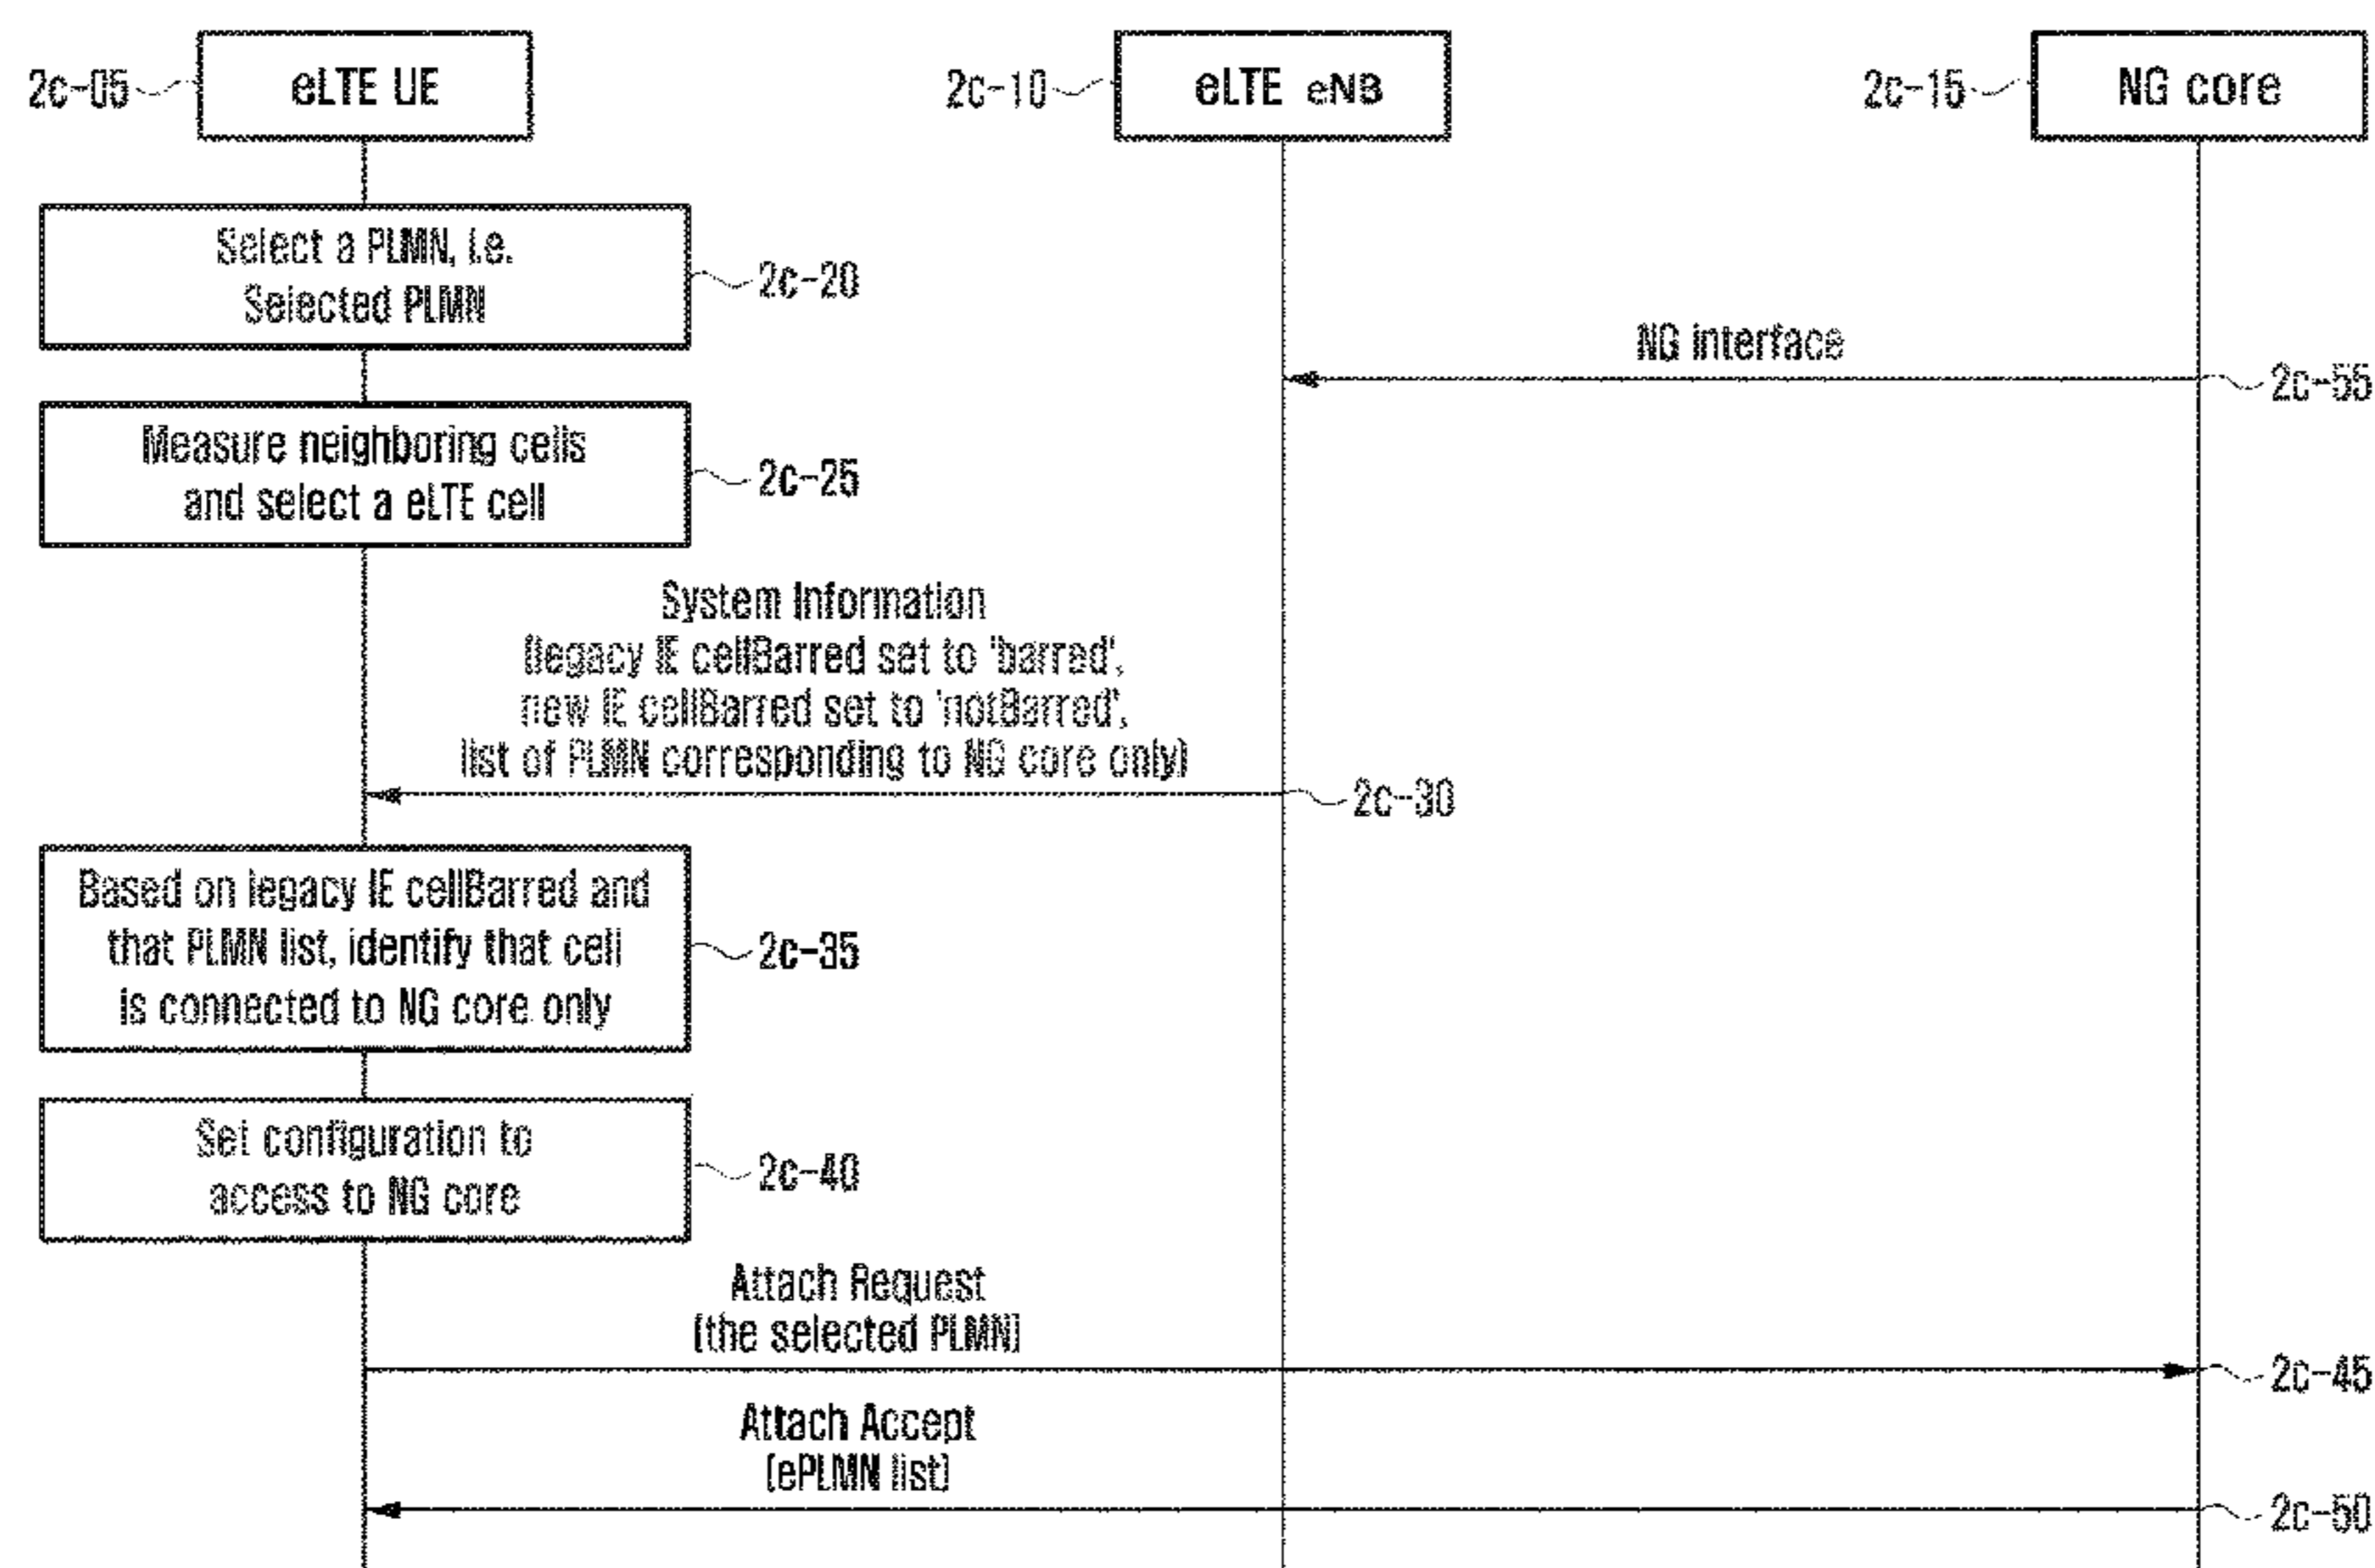 2c-05
eLTE UE
2c-10
eLTE eNB
2c-15
NG core
Select a PLMN, i.e.
Selected PLMN
2c-20
NG interface
2c-55
Measure neighboring cells
and select a eLTE cell
2c-25
System Information
(legacy IE cellBarred set to 'barred',
new IE cellBarred set to 'notBarred',
list of PLMN corresponding to NG core only)
2c-30
Based on legacy IE cellBarred and
that PLMN list, identify that cell
is connected to NG core only
2c-35
Set configuration to
access to NG core
2c-40
Attach Request
(the selected PLMN)
2c-45
Attach Accept
(ePLMN list)
2c-50